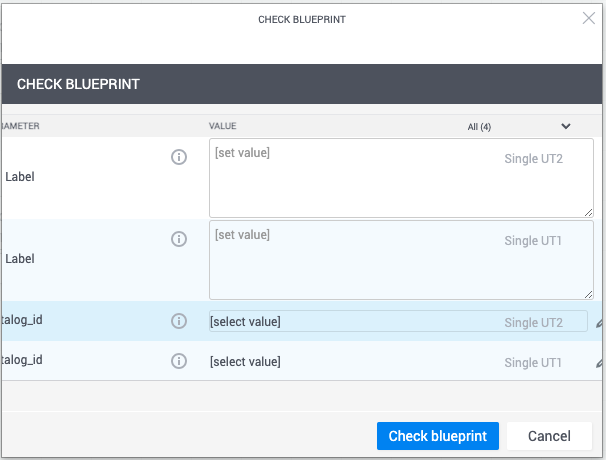 CHECK BLUEPRINT
CHECK BLUEPRINT
AMETER VALUE All (4)
Label [set value] Single UT2
Label [set value] Single UT1
talog_id [select value] Single UT2
talog_id [select value] Single UT1
Check blueprint Cancel